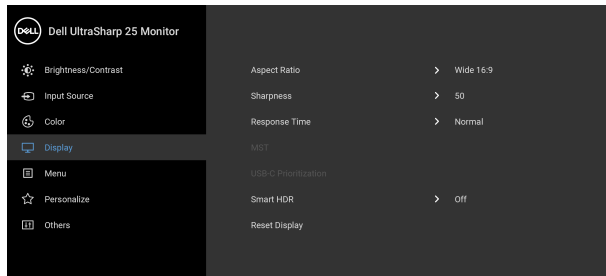 DELL Dell UltraSharp 25 Monitor
Brightness/Contrast
Input Source
Color
Display
Menu
Personalize
Others
Aspect Ratio Wide 16:9
Sharpness 50
Response Time Normal
MST
USB-C Prioritization
Smart HDR Off
Reset Display